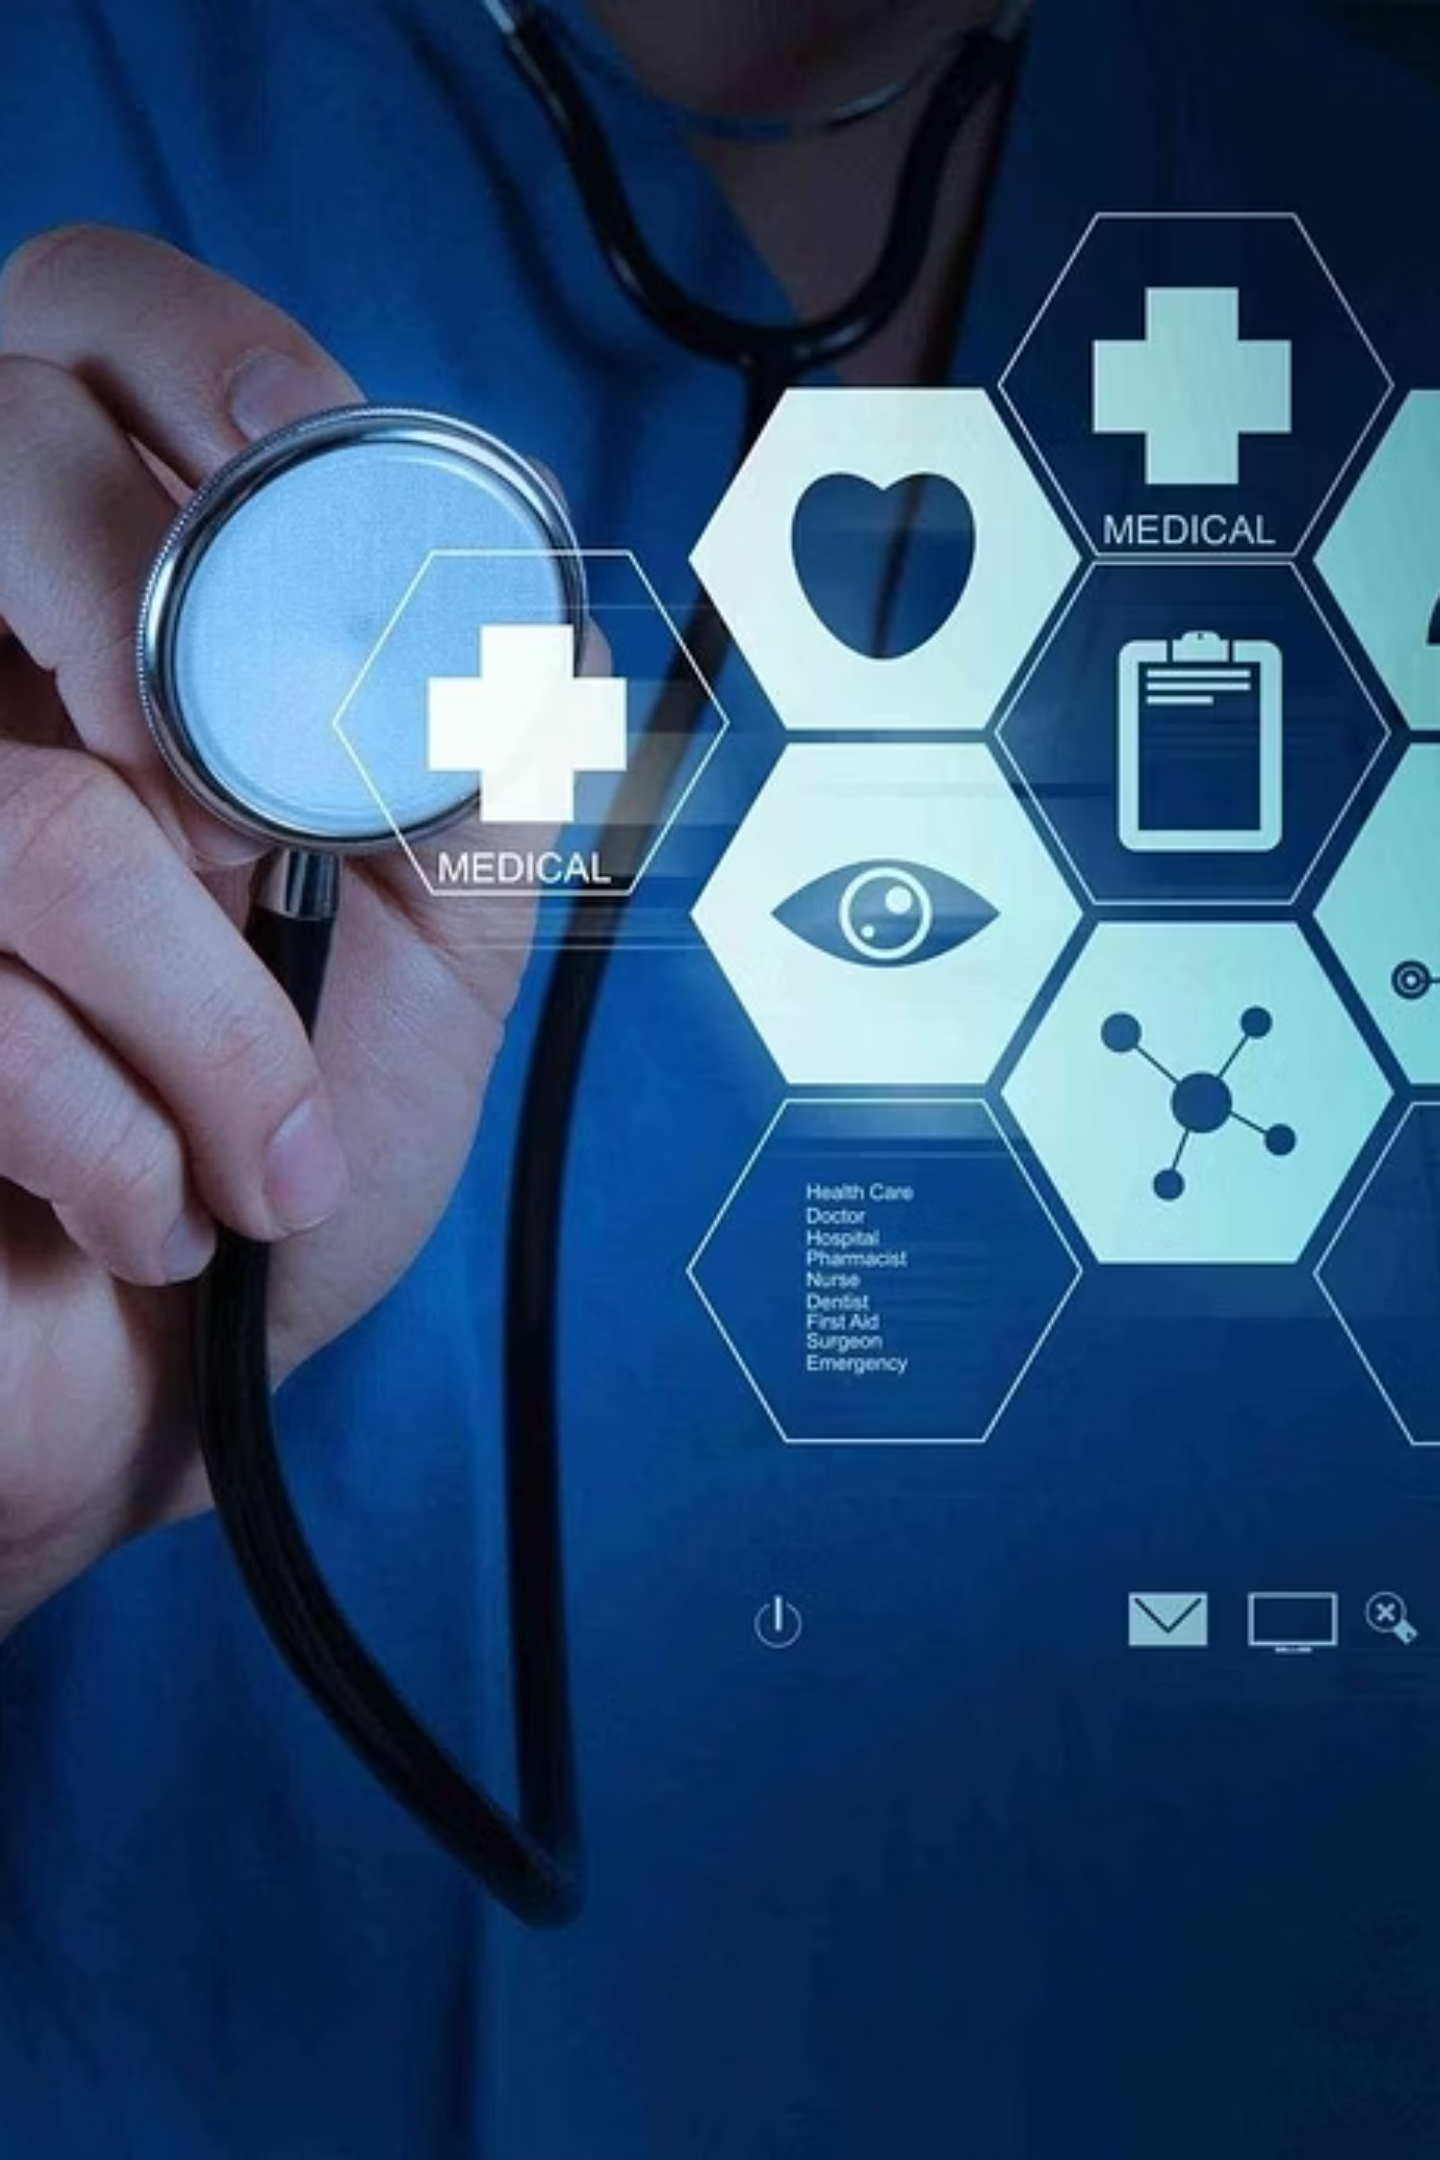 MEDICAL
MEDICAL
Health Care
Doctor
Hospital
Pharmacist
Nurse
Dentist
First Aid
Surgeon
Emergency